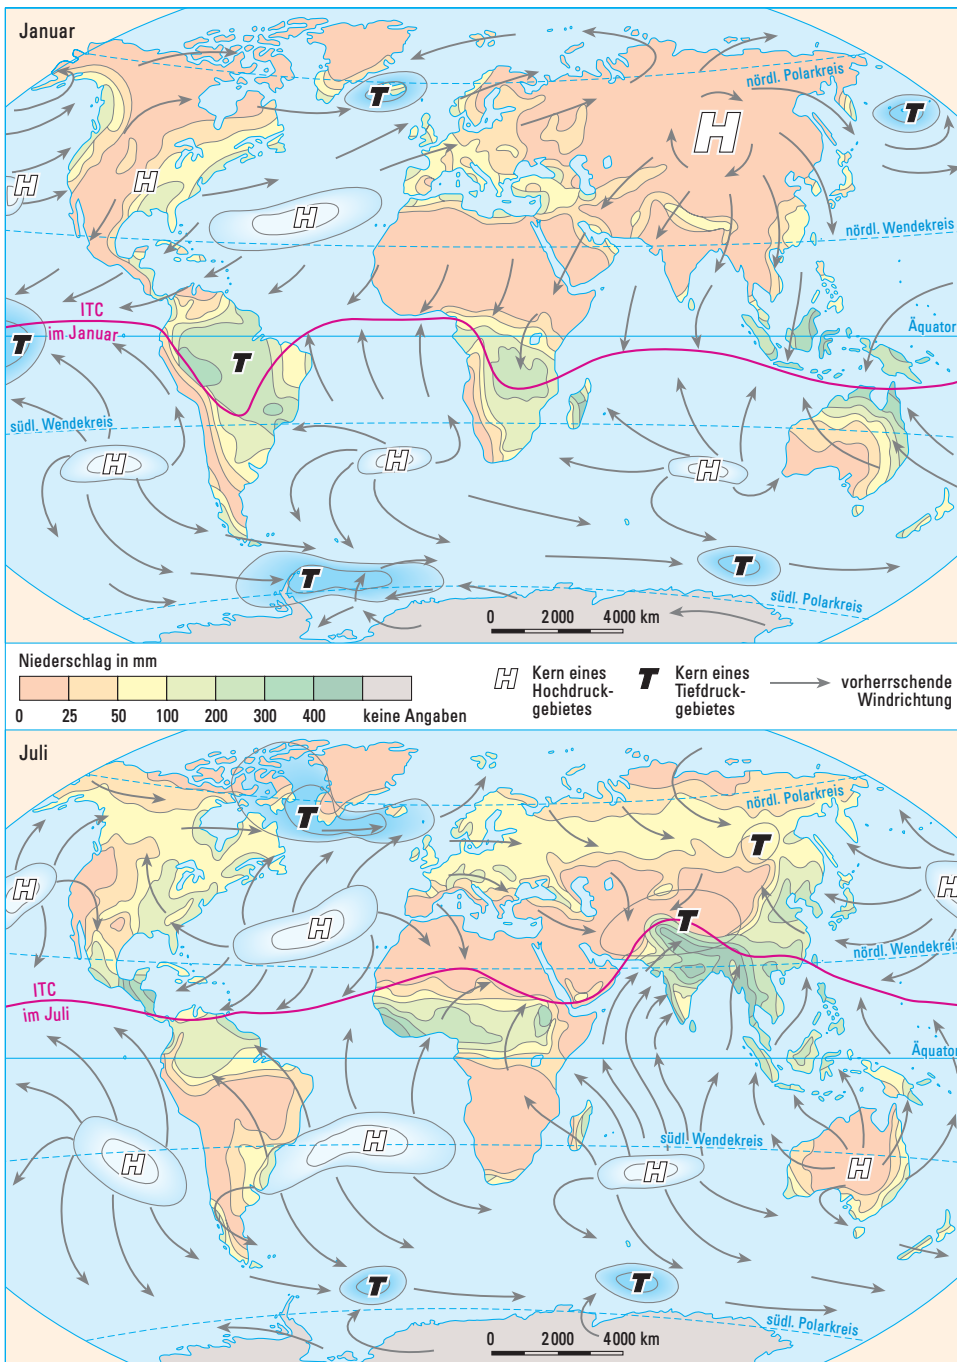 Januar
nördl. Polarkreis
T
T
H
H
H
H
nördl. Wendekreis
ITC
im Januar
Äquator
T
T
südl. Wendekreis
H
H
H
T
T
südl. Polarkreis
0 2000 4000 km
Niederschlag in mm
0 25 50 100 200 300 400 keine Angaben
H Kern eines
Hochdruck-
gebietes
T Kern eines
Tiefdruck-
gebietes
vorherrschende
Windrichtung
Juli
nördl. Polarkreis
T
T
H
H
H
T
nördl. Wendekreis
ITC
im Juli
Äquator
südl. Wendekreis
H
H
H
H
T
T
südl. Polarkreis
0 2000 4000 km